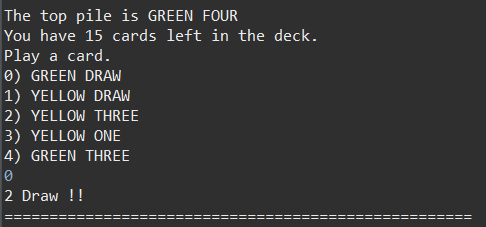 The top pile is GREEN FOUR
You have 15 cards left in the deck.
Play a card.
0) GREEN DRAW
1) YELLOW DRAW
2) YELLOW THREE
3) YELLOW ONE
4) GREEN THREE
0
2 Draw !!
====================================================